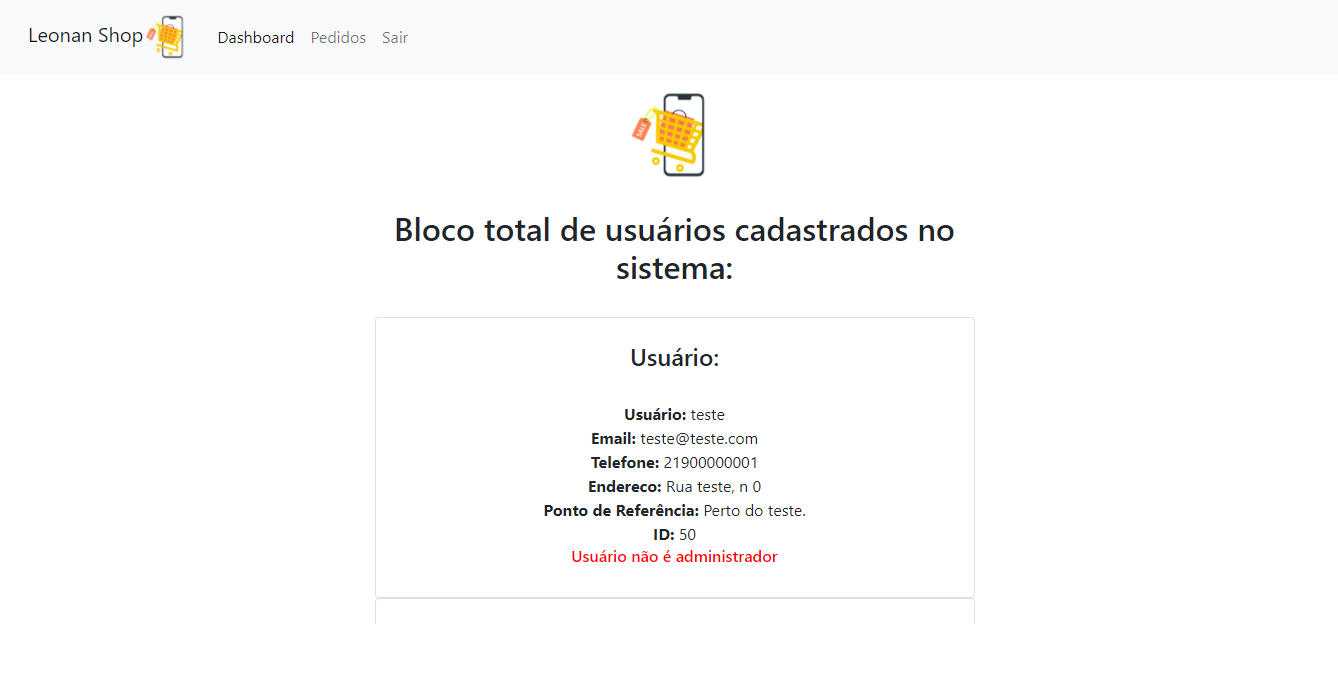 Leonan Shop Dashboard Pedidos Sair
SALE
Bloco total de usuários cadastrados no
sistema:
Usuário:
Usuário: teste
Email: teste@teste.com
Telefone: 21900000001
Endereco: Rua teste, n 0
Ponto de Referência: Perto do teste.
ID: 50
Usuário não é administrador